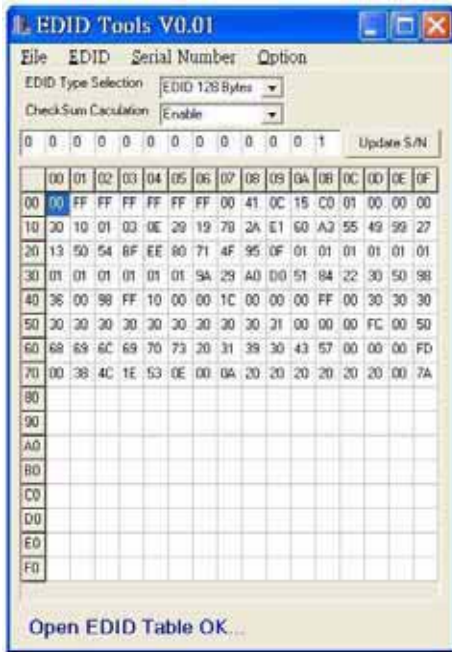 EDID Tools V0.01
File EDID Serial Number Option
EDID Type Selection EDID 128 Bytes
CheckSum Caculation Enable
0 0 0 0 0 0 0 0 0 0 0 1 Update S/N
00 01 02 03 04 05 06 07 08 09 0A 0B 0C 0D 0E 0F
00 00 FF FF FF FF FF FF 00 41 0C 15 C0 01 00 00 00
10 30 10 01 03 0E 28 19 78 2A E1 60 A3 55 49 99 27
20 13 50 54 BF EE 80 71 4F 95 0F 01 01 01 01 01 01
30 01 01 01 01 01 01 9A 29 A0 D0 51 84 22 30 50 98
40 36 00 98 FF 10 00 00 1C 00 00 00 FF 00 30 30 30
50 30 30 30 30 30 30 30 30 31 00 00 00 FC 00 50
60 68 69 6C 69 70 73 20 31 39 30 43 57 00 00 00 FD
70 00 38 4C 1E 53 0E 00 0A 20 20 20 20 20 20 00 7A
80
90
A0
B0
C0
D0
E0
F0
Open EDID Table OK...